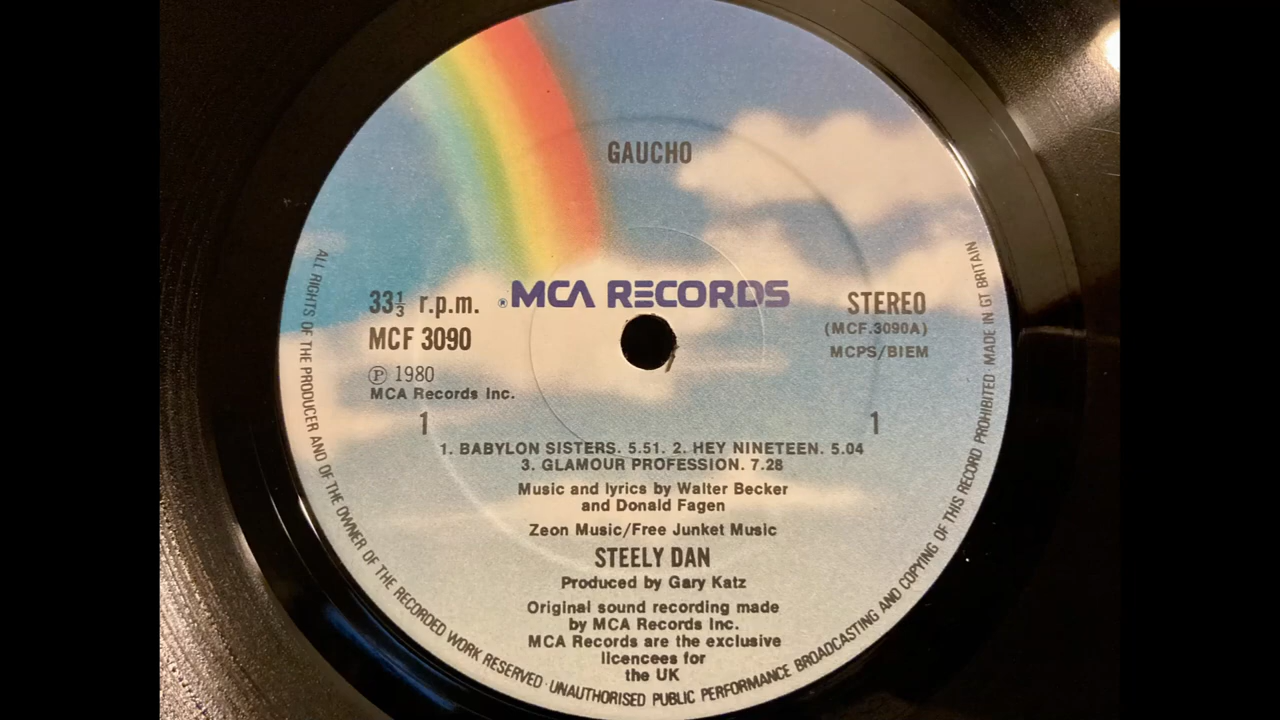 GAUCHO
® MCA RECORDS
33⅓ r.p.m.
MCF 3090
℗ 1980
MCA Records Inc.
STEREO
(MCF.3090A)
MCPS/BIEM
1
1
1. BABYLON SISTERS. 5.51. 2. HEY NINETEEN. 5.04
3. GLAMOUR PROFESSION. 7.28
Music and lyrics by Walter Becker
and Donald Fagen
Zeon Music/Free Junket Music
STEELY DAN
Produced by Gary Katz
Original sound recording made
by MCA Records Inc.
MCA Records are the exclusive
licencees for
the UK
ALL RIGHTS OF THE PRODUCER AND OF THE OWNER OF THE RECORDED WORK RESERVED · UNAUTHORISED PUBLIC PERFORMANCE BROADCASTING AND COPYING OF THIS RECORD PROHIBITED · MADE IN GT BRITAIN